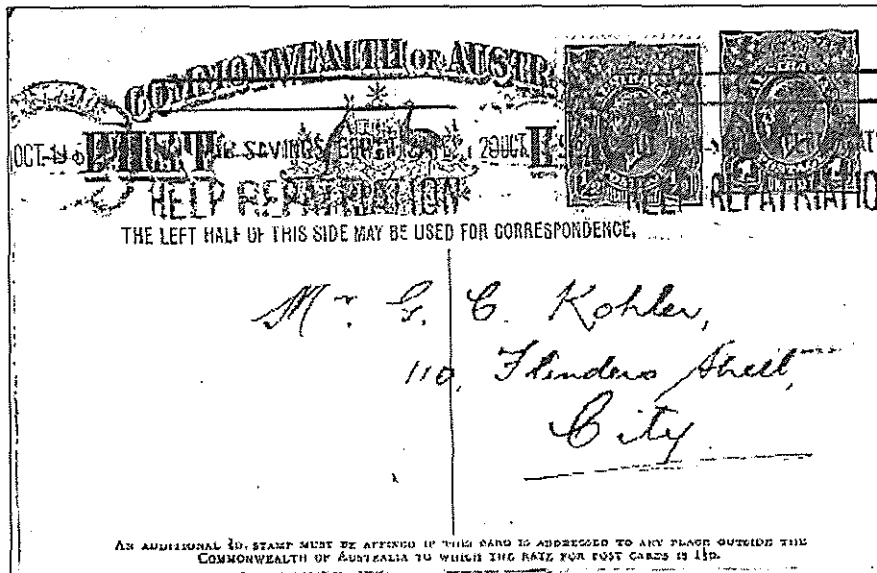 COMMONWEALTH OF AUSTR
SAVINGS
HELP REPATRIATION
THE LEFT HALF OF THIS SIDE MAY BE USED FOR CORRESPONDENCE.
Mr. G. C. Kohler,
110, Flinders Street,
City
AN ADDITIONAL ½D. STAMP MUST BE AFFIXED IF THIS CARD IS ADDRESSED TO ANY PLACE OUTSIDE THE
COMMONWEALTH OF AUSTRALIA TO WHICH THE RATE FOR POST CARDS IS 1½D.